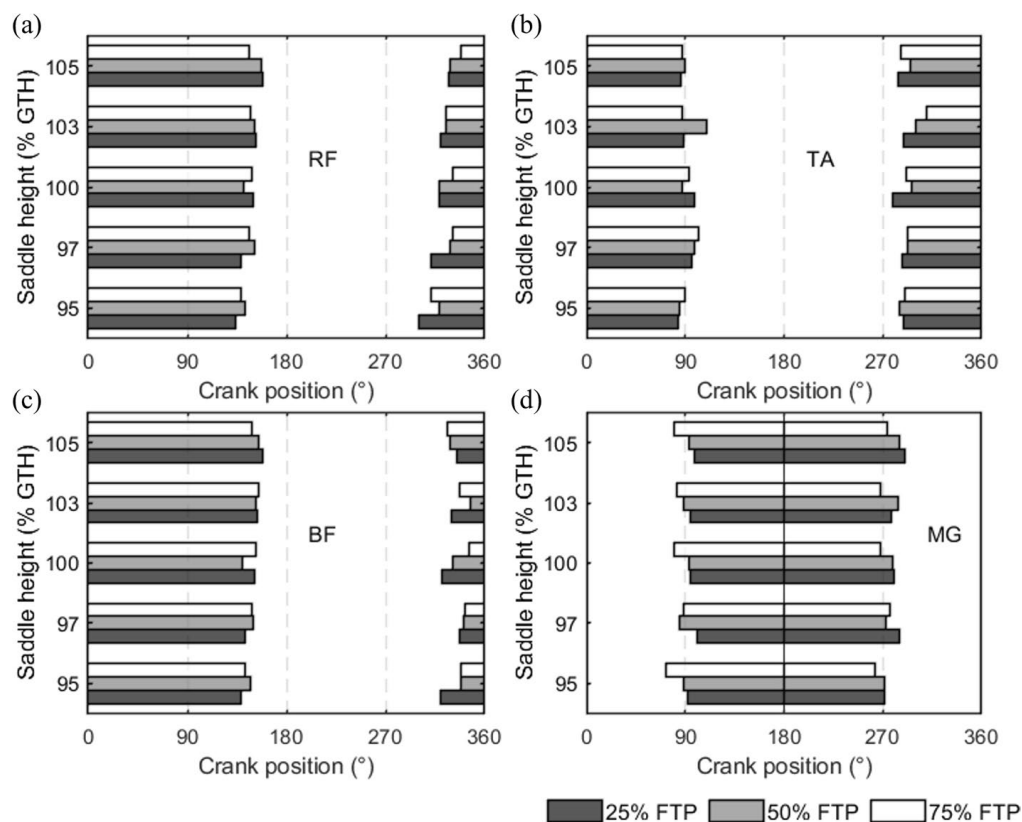 (a)
Saddle height (% GTH)
105
103
100
97
95
RF
0 90 180 270 360
Crank position (°)
(b)
Saddle height (% GTH)
105
103
100
97
95
TA
0 90 180 270 360
Crank position (°)
(c)
Saddle height (% GTH)
105
103
100
97
95
BF
0 90 180 270 360
Crank position (°)
(d)
Saddle height (% GTH)
105
103
100
97
95
MG
0 90 180 270 360
Crank position (°)
25% FTP 50% FTP 75% FTP